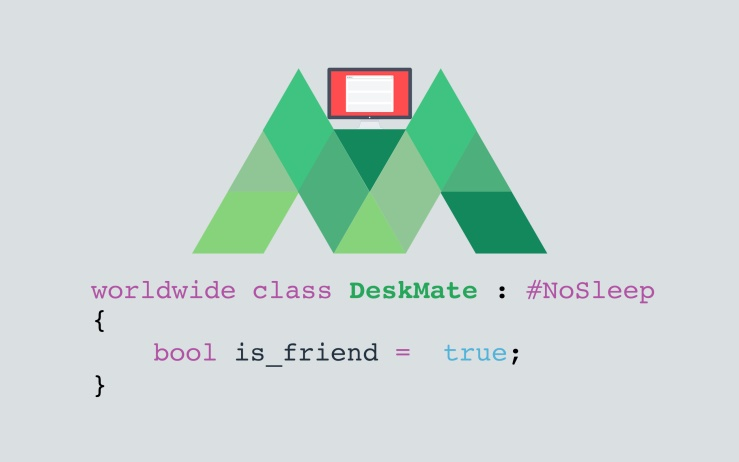 worldwide class DeskMate : #NoSleep
{
    bool is_friend =  true;
}